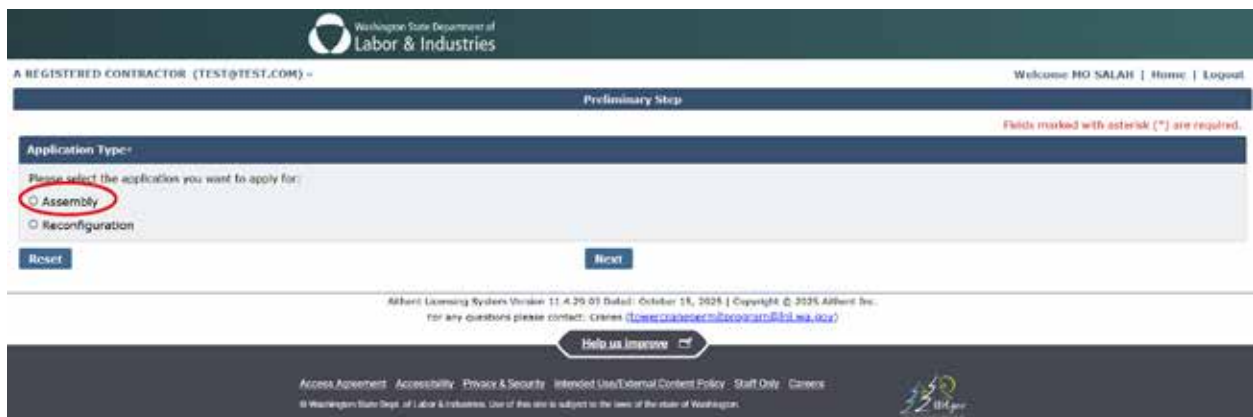 Washington State Department of
Labor & Industries
A REGISTERED CONTRACTOR (TEST@TEST.COM)
Welcome MO SALAH | Home | Logout
Preliminary Step
Fields marked with asterisk (*) are required.
Application Type*
Please select the application you want to apply for:
Assembly
Reconfiguration
Reset
Next
Aithent Licensing System Version 11.4.29.03 Dated: October 15, 2025 | Copyright © 2025 Aithent Inc.
For any questions please contact: Cranes (towercranepermitprogram@lni.wa.gov)
Help us improve
Access Agreement Accessibility Privacy & Security Intended Use/External Content Policy Staff Only Careers
© Washington State Dept. of Labor & Industries. Use of this site is subject to the laws of the state of Washington.